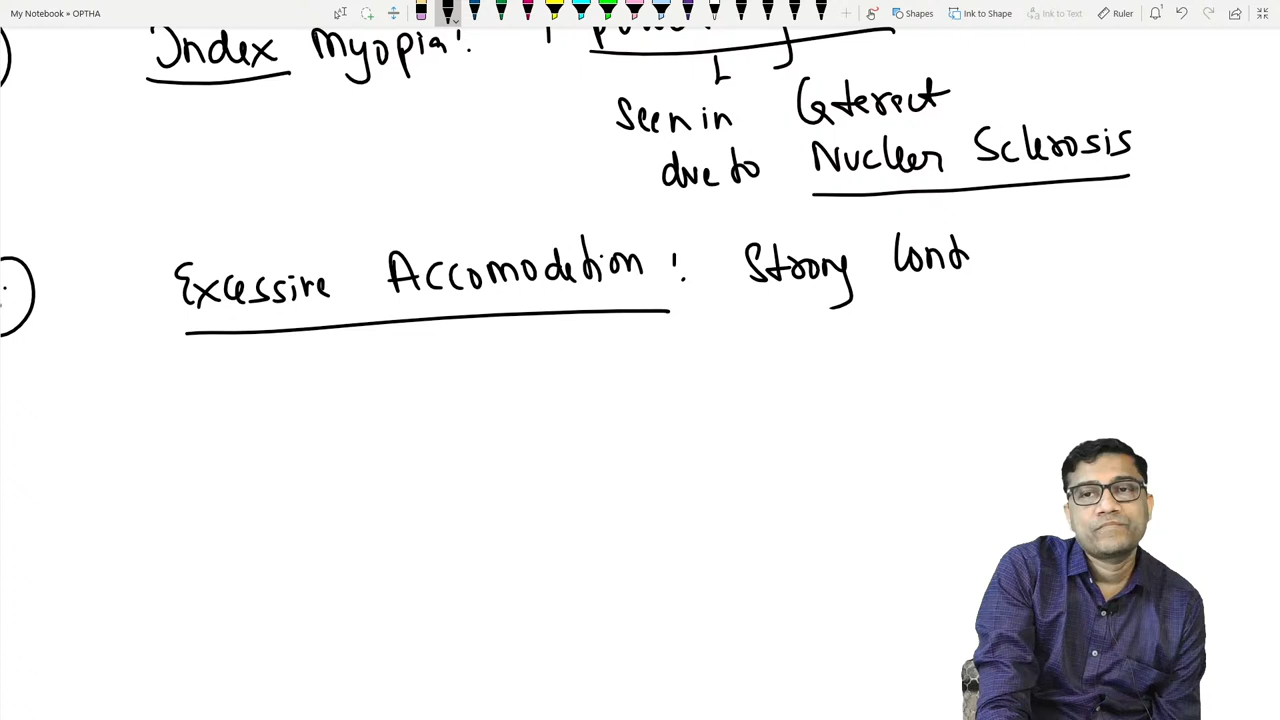 My Notebook » OPTHA
Shapes
Ink to Shape
Ink to Text
Ruler
Index Myopia:
Seen in Cataract
due to Nuclear Sclerosis
Excessive Accomodation : Strong Cont